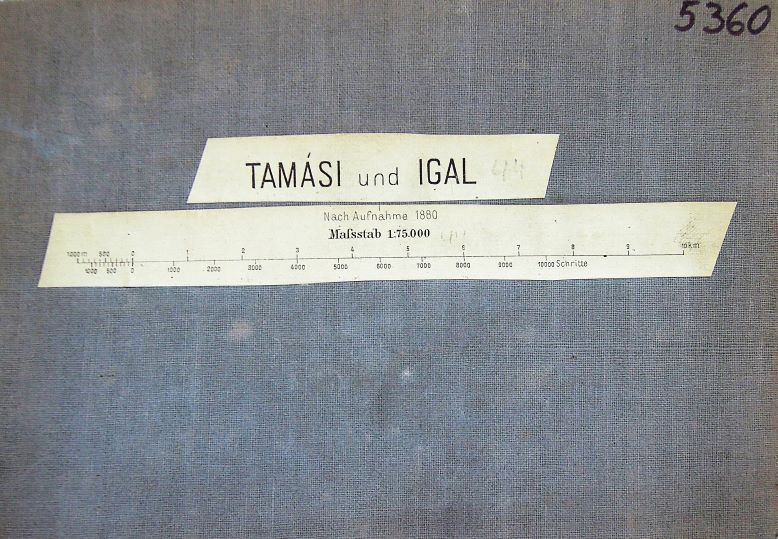 5360
TAMÁSI und IGAL 44
Nach Aufnahme 1880
Maſsstab 1:75.000
1000 m 500 0 1 2 3 4 5 6 7 8 9 10 km
1000 500 0 1000 2000 3000 4000 5000 6000 7000 8000 9000 10000 Schritte